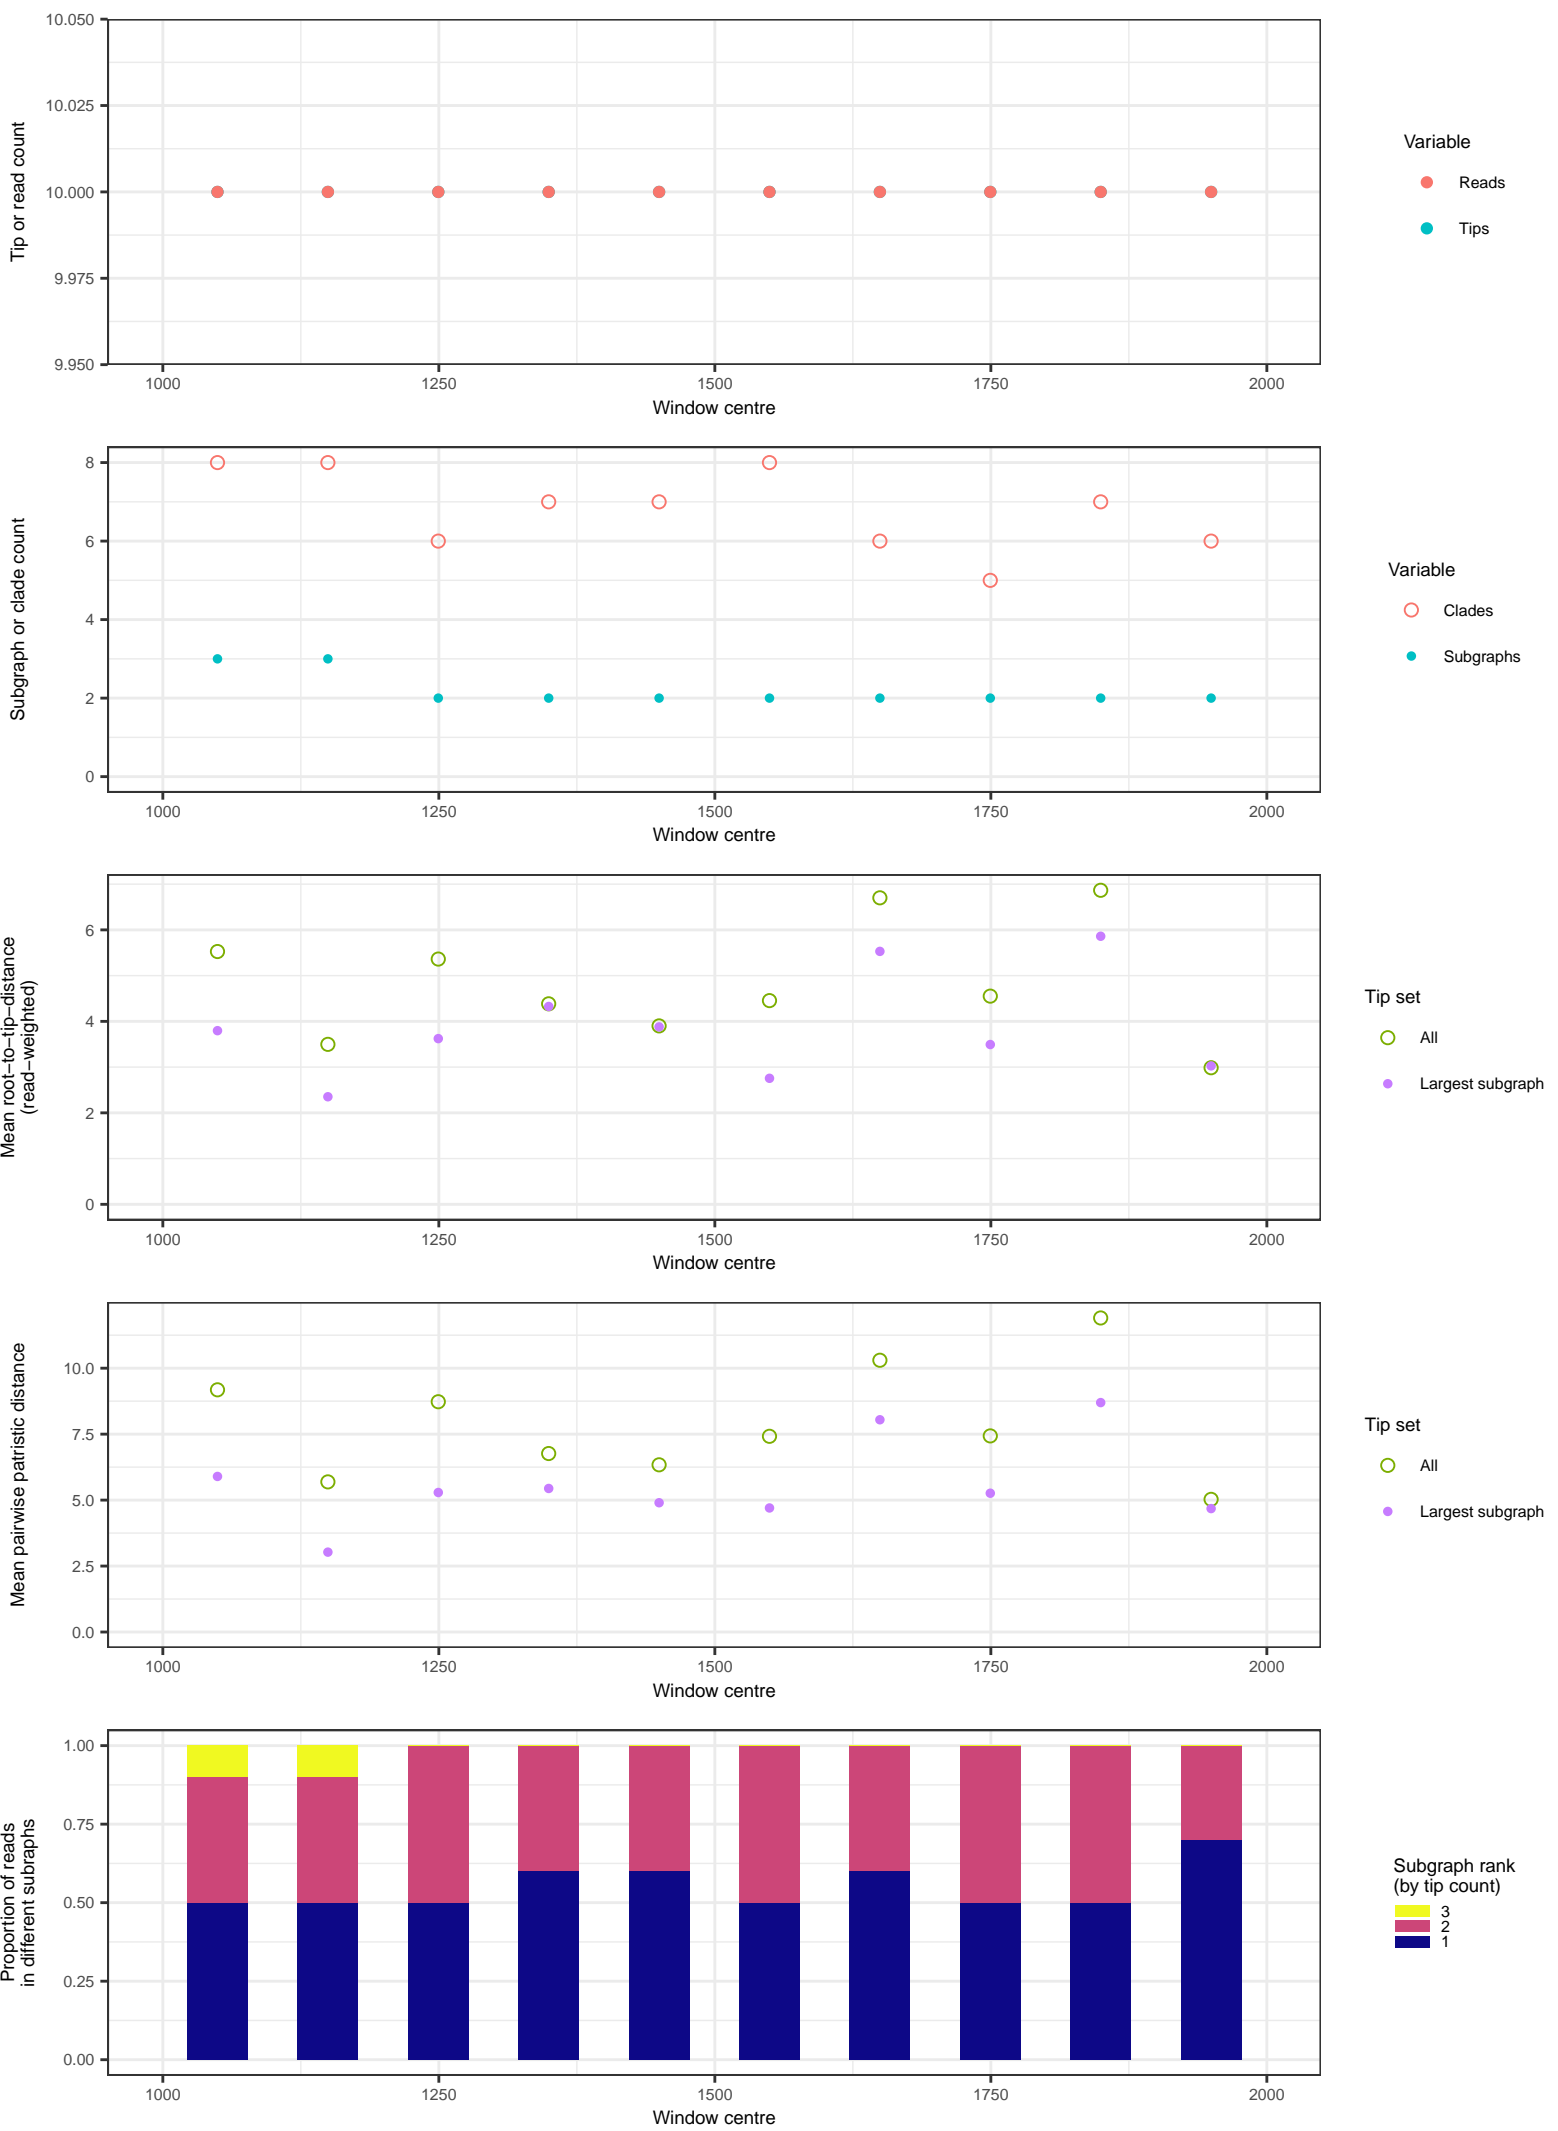 10.050
10.025
10.000
9.975
9.950
Tip or read count
1000 1250 1500 1750 2000
Window centre
Variable
Reads
Tips
8
6
4
2
0
Subgraph or clade count
1000 1250 1500 1750 2000
Window centre
Variable
Clades
Subgraphs
6
4
2
0
Mean root−to−tip−distance
(read−weighted)
1000 1250 1500 1750 2000
Window centre
Tip set
All
Largest subgraph
10.0
7.5
5.0
2.5
0.0
Mean pairwise patristic distance
1000 1250 1500 1750 2000
Window centre
Tip set
All
Largest subgraph
1.00
0.75
0.50
0.25
0.00
Proportion of reads
in different subraphs
1000 1250 1500 1750 2000
Window centre
Subgraph rank
(by tip count)
3
2
1